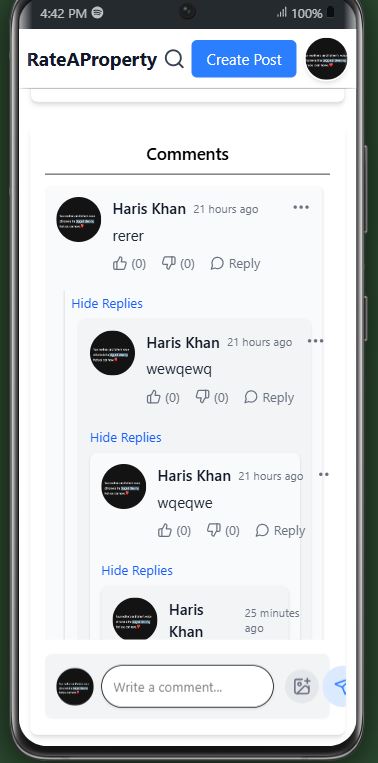 4:42 PM 100%
RateAProperty Create Post
Comments
Haris Khan 21 hours ago
rerer
(0) (0) Reply
Hide Replies
Haris Khan 21 hours ago
wewqewq
(0) (0) Reply
Hide Replies
Haris Khan 21 hours ago
wqeqwe
(0) (0) Reply
Hide Replies
Haris Khan 25 minutes ago
Write a comment...